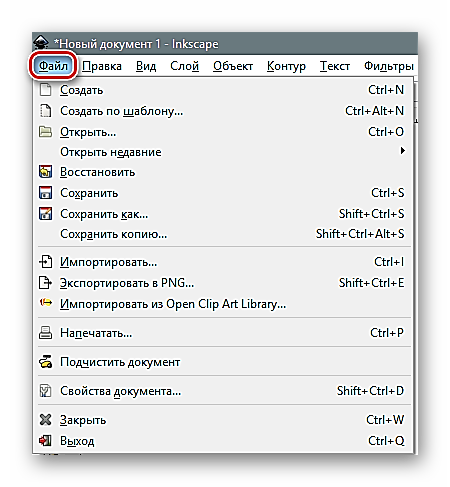 *Новый документ 1 - Inkscape
Файл Правка Вид Слой Объект Контур Текст Фильтры
Создать Ctrl+N
Создать по шаблону... Ctrl+Alt+N
Открыть... Ctrl+O
Открыть недавние
Восстановить
Сохранить Ctrl+S
Сохранить как... Shift+Ctrl+S
Сохранить копию... Shift+Ctrl+Alt+S
Импортировать... Ctrl+I
Экспортировать в PNG... Shift+Ctrl+E
Импортировать из Open Clip Art Library...
Напечатать... Ctrl+P
Подчистить документ
Свойства документа... Shift+Ctrl+D
Закрыть Ctrl+W
Выход Ctrl+Q